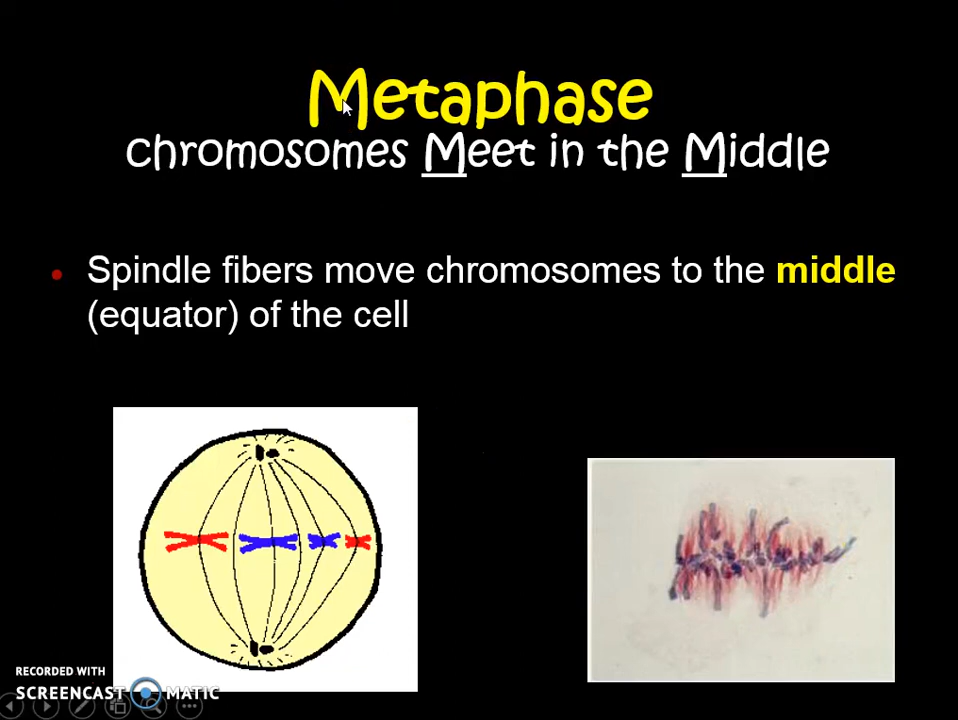 Metaphase
chromosomes Meet in the Middle
Spindle fibers move chromosomes to the middle
(equator) of the cell
RECORDED WITH
SCREENCAST MATIC